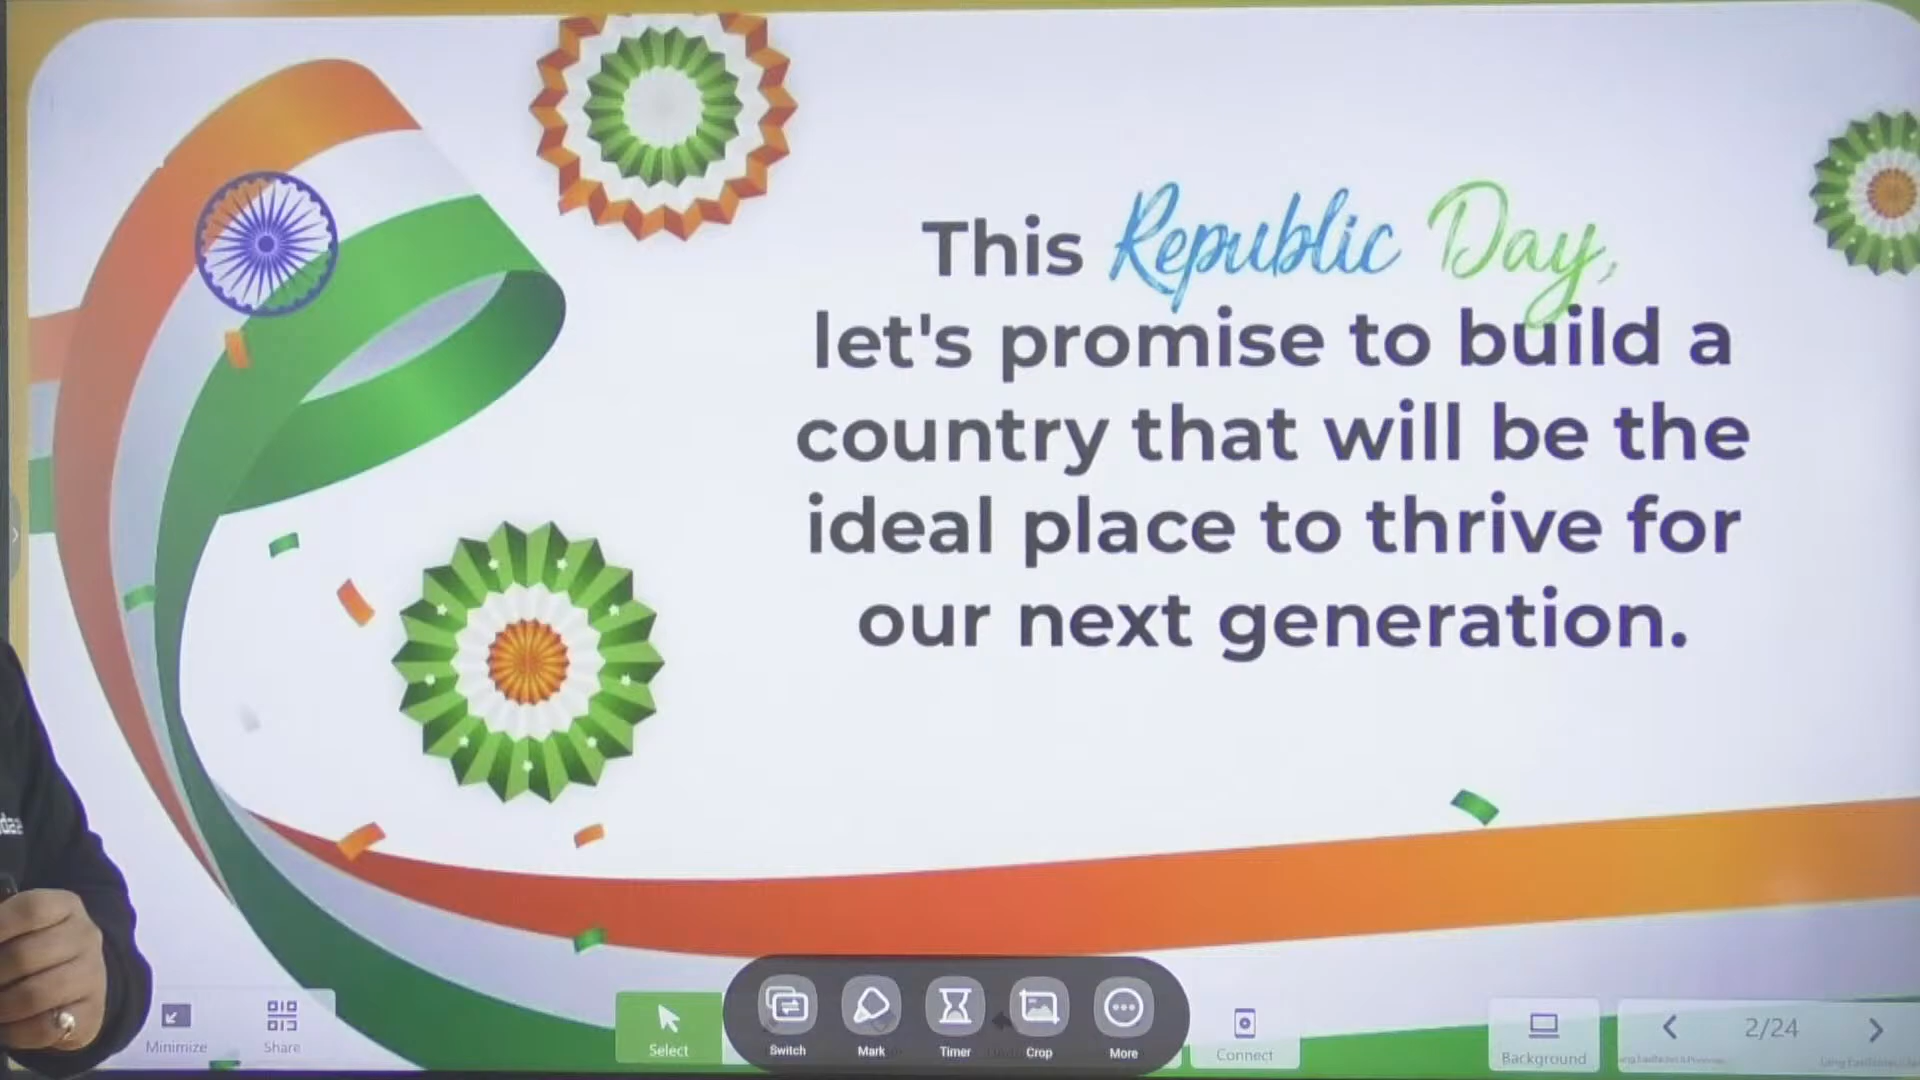 This Republic Day,
let's promise to build a
country that will be the
ideal place to thrive for
our next generation.
Minimize
Share
Select
Switch
Mark
Timer
Crop
More
Connect
Background
2/24